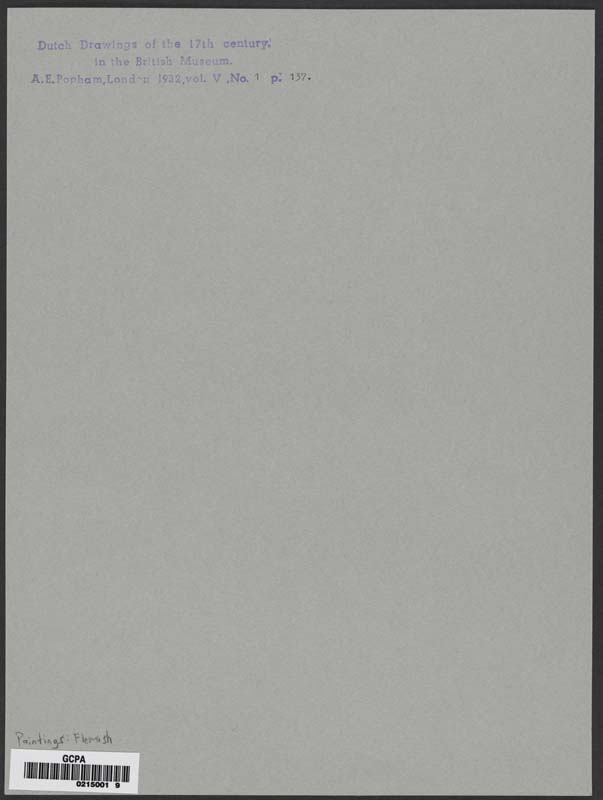 Dutch Drawings of the 17th century.
in the British Museum.
A.E.Popham,London 1932,vol. V ,No. 1 p. 137.
Paintings - Flemish
GCPA
0215001 9